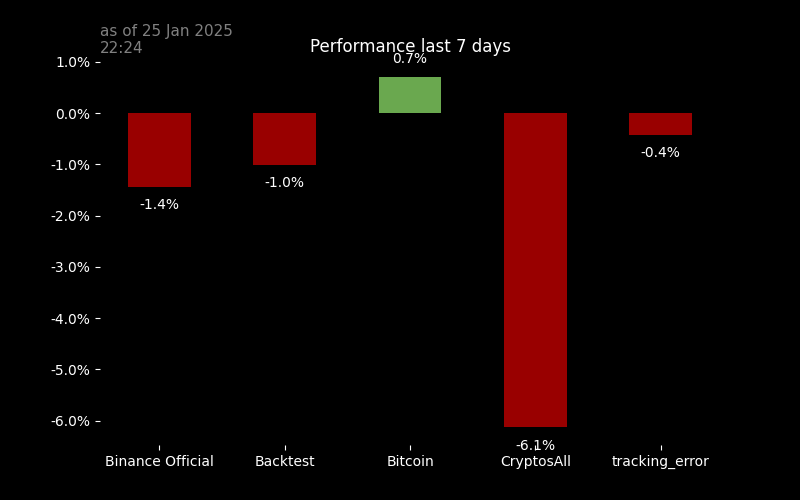 as of 25 Jan 2025
22:24
Performance last 7 days
0.7%
1.0%
0.0%
-1.0%
-2.0%
-3.0%
-4.0%
-5.0%
-6.0%
-1.4%
-1.0%
-0.4%
-6.1%
Binance Official
Backtest
Bitcoin
CryptosAll
tracking_error